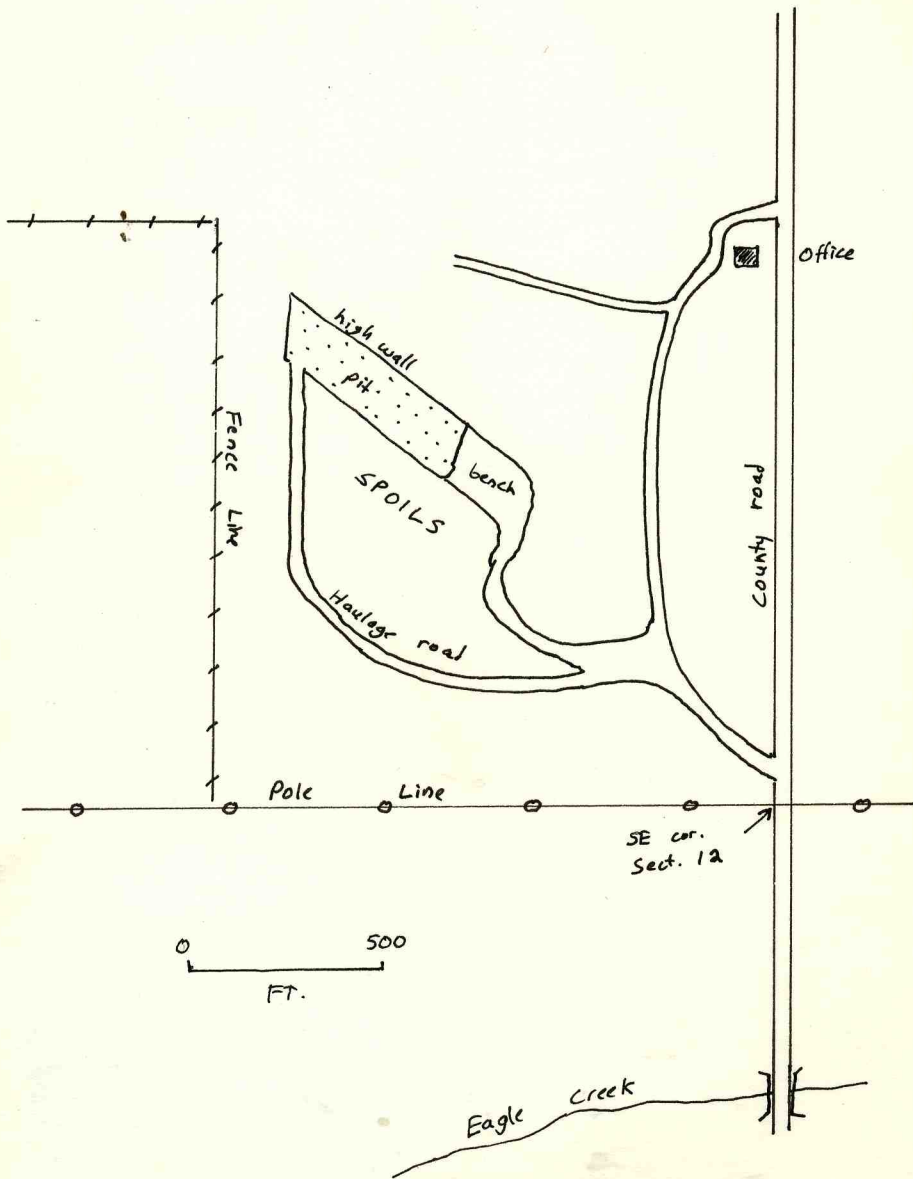 Office
high wall
pit
bench
SPOILS
Fence Line
County road
Haulage road
Pole Line
SE cor.
Sect. 12
0 500
FT.
Eagle Creek